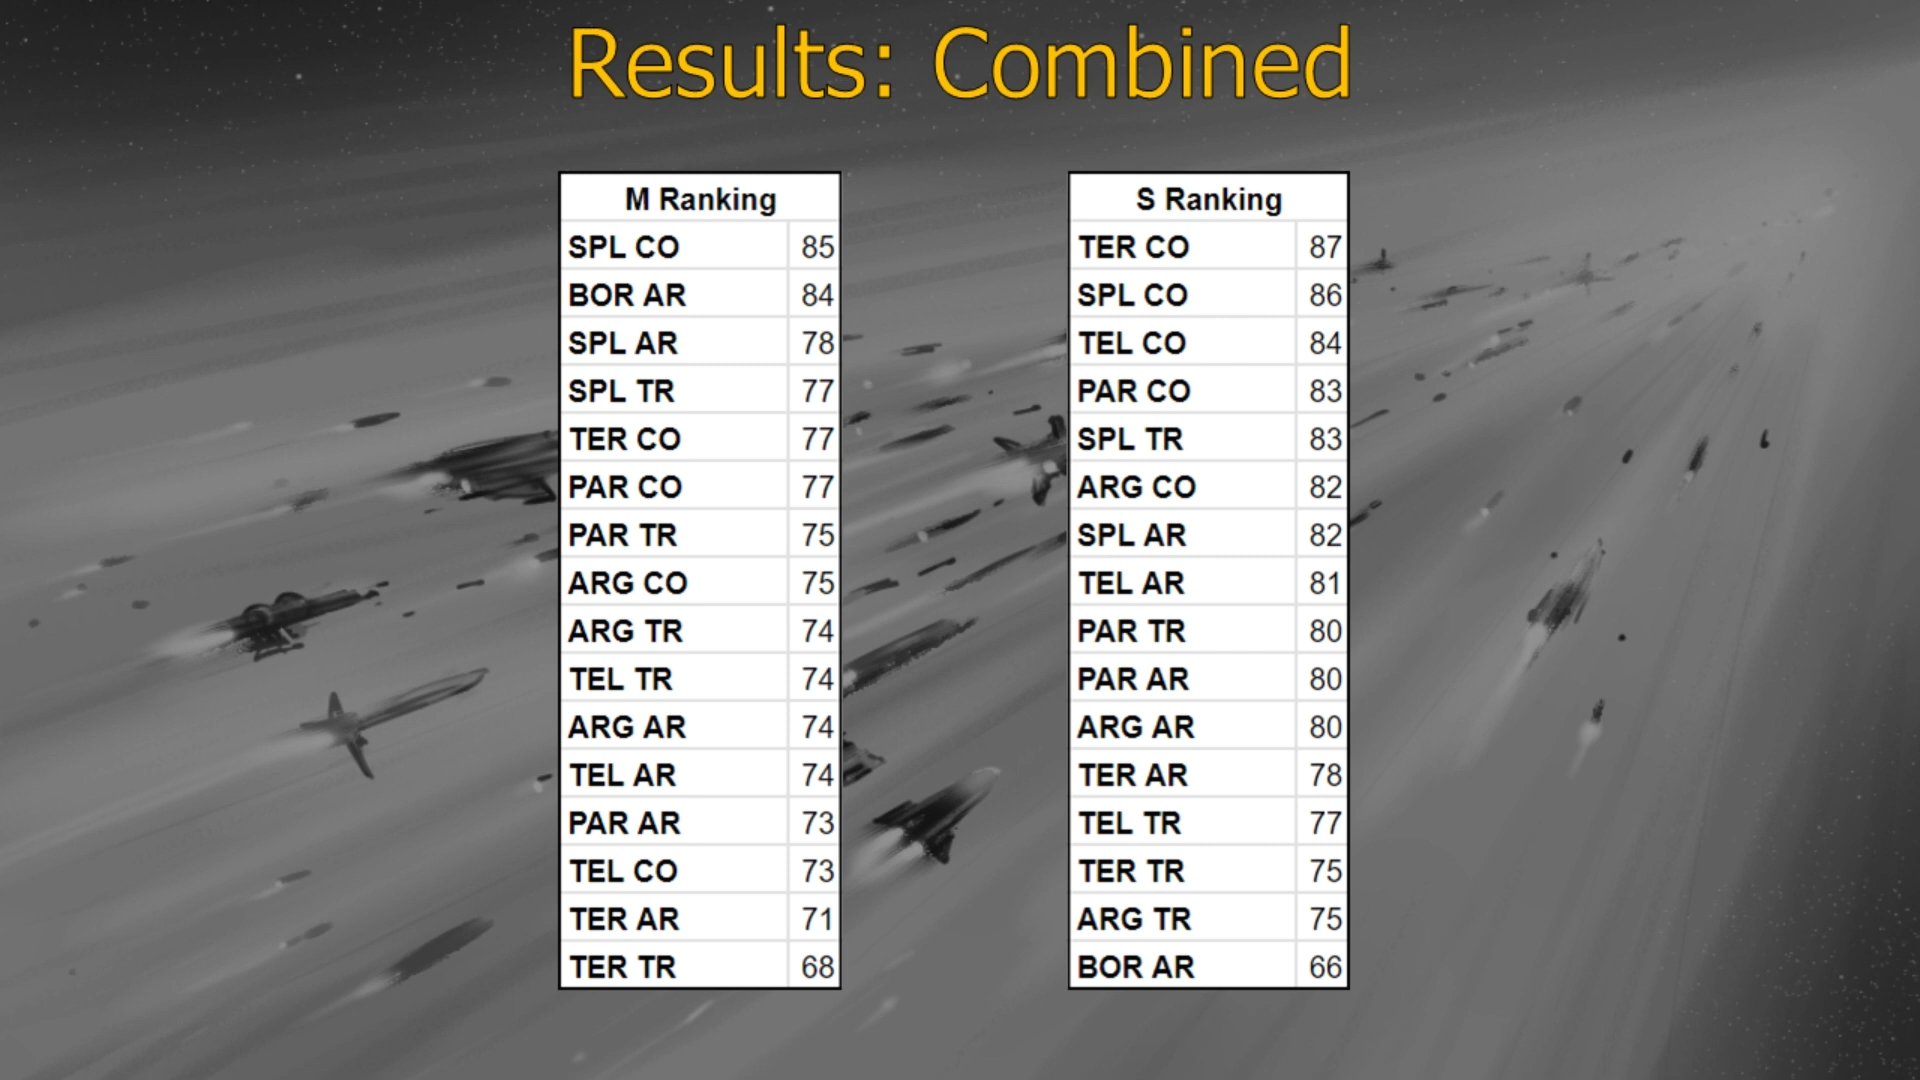 Results: Combined
M Ranking
SPL CO 85
BOR AR 84
SPL AR 78
SPL TR 77
TER CO 77
PAR CO 77
PAR TR 75
ARG CO 75
ARG TR 74
TEL TR 74
ARG AR 74
TEL AR 74
PAR AR 73
TEL CO 73
TER AR 71
TER TR 68
S Ranking
TER CO 87
SPL CO 86
TEL CO 84
PAR CO 83
SPL TR 83
ARG CO 82
SPL AR 82
TEL AR 81
PAR TR 80
PAR AR 80
ARG AR 80
TER AR 78
TEL TR 77
TER TR 75
ARG TR 75
BOR AR 66